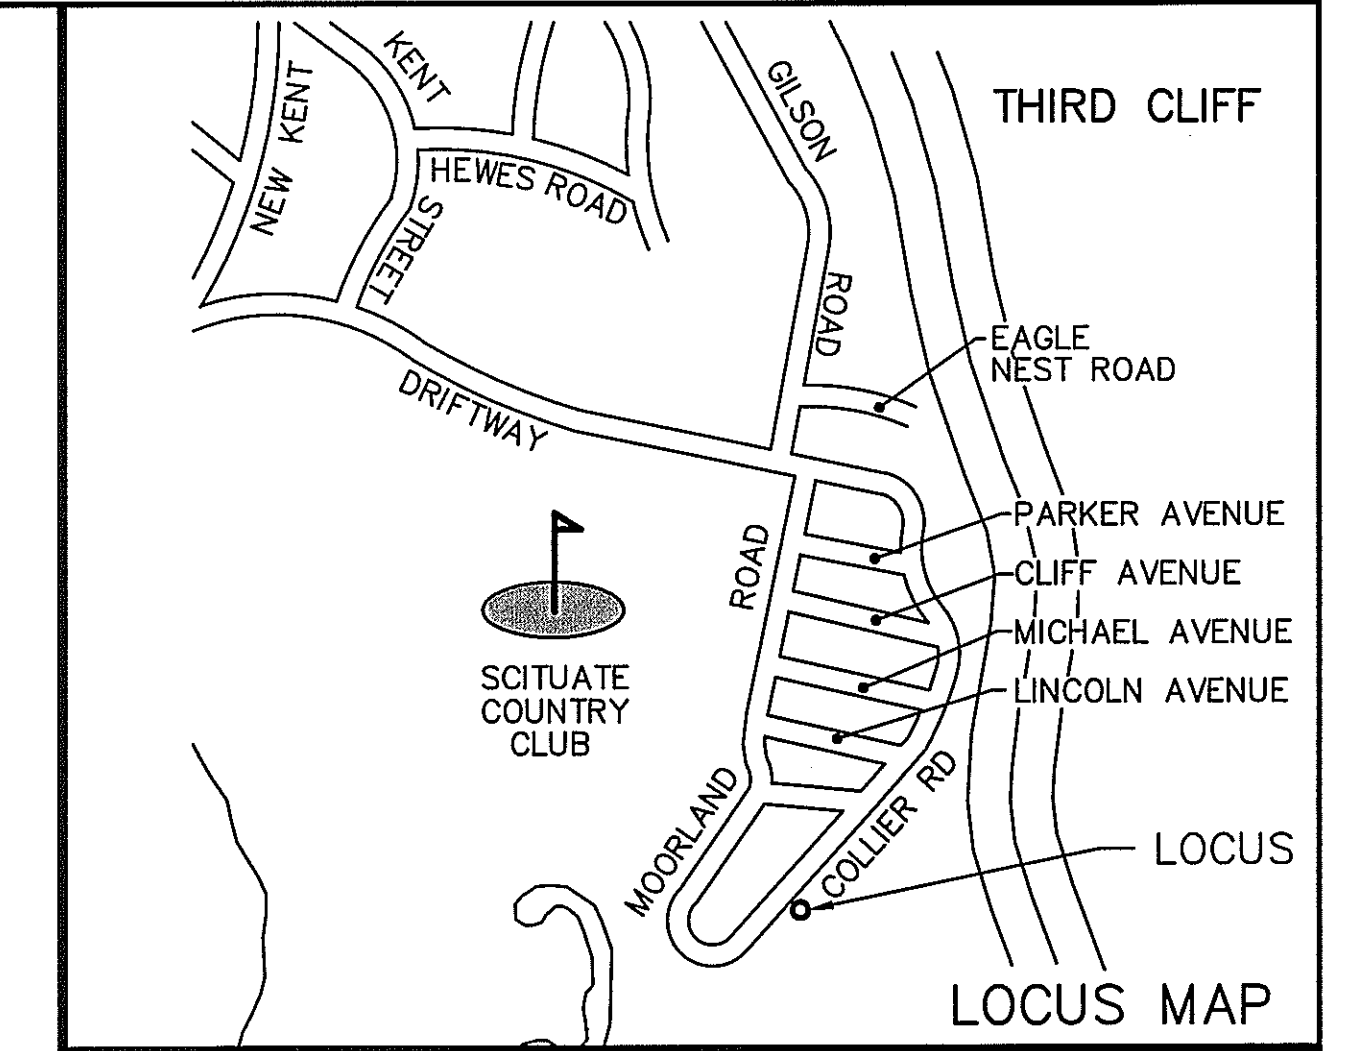 THIRD CLIFF
KENT
GILSON
NEW KENT
HEWES ROAD
STREET
ROAD
EAGLE
NEST ROAD
DRIFTWAY
PARKER AVENUE
ROAD
CLIFF AVENUE
MICHAEL AVENUE
SCITUATE
COUNTRY
CLUB
LINCOLN AVENUE
MOORLAND
COLLIER RD
LOCUS
LOCUS MAP